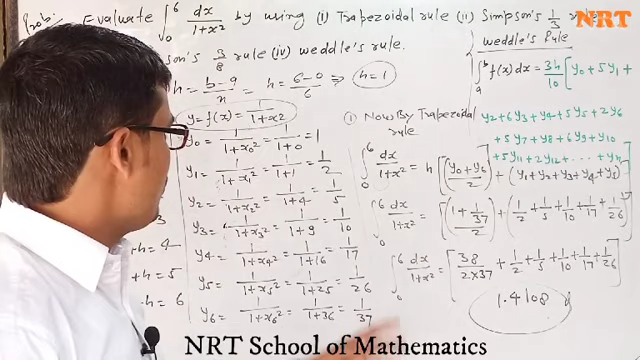 Prob:- Evaluate ∫₀⁶ dx/1+x² by using (i) Trapezoidal rule (ii) Simpson's 1/3 rule
son's 3/8 rule (iv) weddle's rule.
h = b-a/n = h = 6-0/6 ⇒ h=1
y = f(x) = 1/1+x²
y₀ = 1/1+x₀² = 1/1+0 = 1
y₁ = 1/1+x₁² = 1/1+1 = 1/2
y₂ = 1/1+x₂² = 1/1+4 = 1/5
y₃ = 1/1+x₃² = 1/1+9 = 1/10
y₄ = 1/1+x₄² = 1/1+16 = 1/17
y₅ = 1/1+x₅² = 1/1+25 = 1/26
y₆ = 1/1+x₆² = 1/1+36 = 1/37
= 3
+h = 4
+h = 5
+h = 6
① Now By Trapezoidal
rule
∫₀⁶ dx/1+x² = h [(y₀+y₆/2) + (y₁+y₂+y₃+y₄+y₅)]
∫₀⁶ dx/1+x² = [(1+1/37/2) + (1/2+1/5+1/10+1/17+1/26)]
∫₀⁶ dx/1+x² = [38/2×37 + 1/2+1/5+1/10+1/17+1/26]
1.4108
weddle's Rule
∫ₐᵇ f(x) dx = 3h/10 [y₀ + 5y₁ +
y₂+6y₃+y₄+5y₅+2y₆
+5y₇+y₈+6y₉+y₁₀
+5y₁₁+2y₁₂+ ... + yₙ]
NRT
NRT School of Mathematics